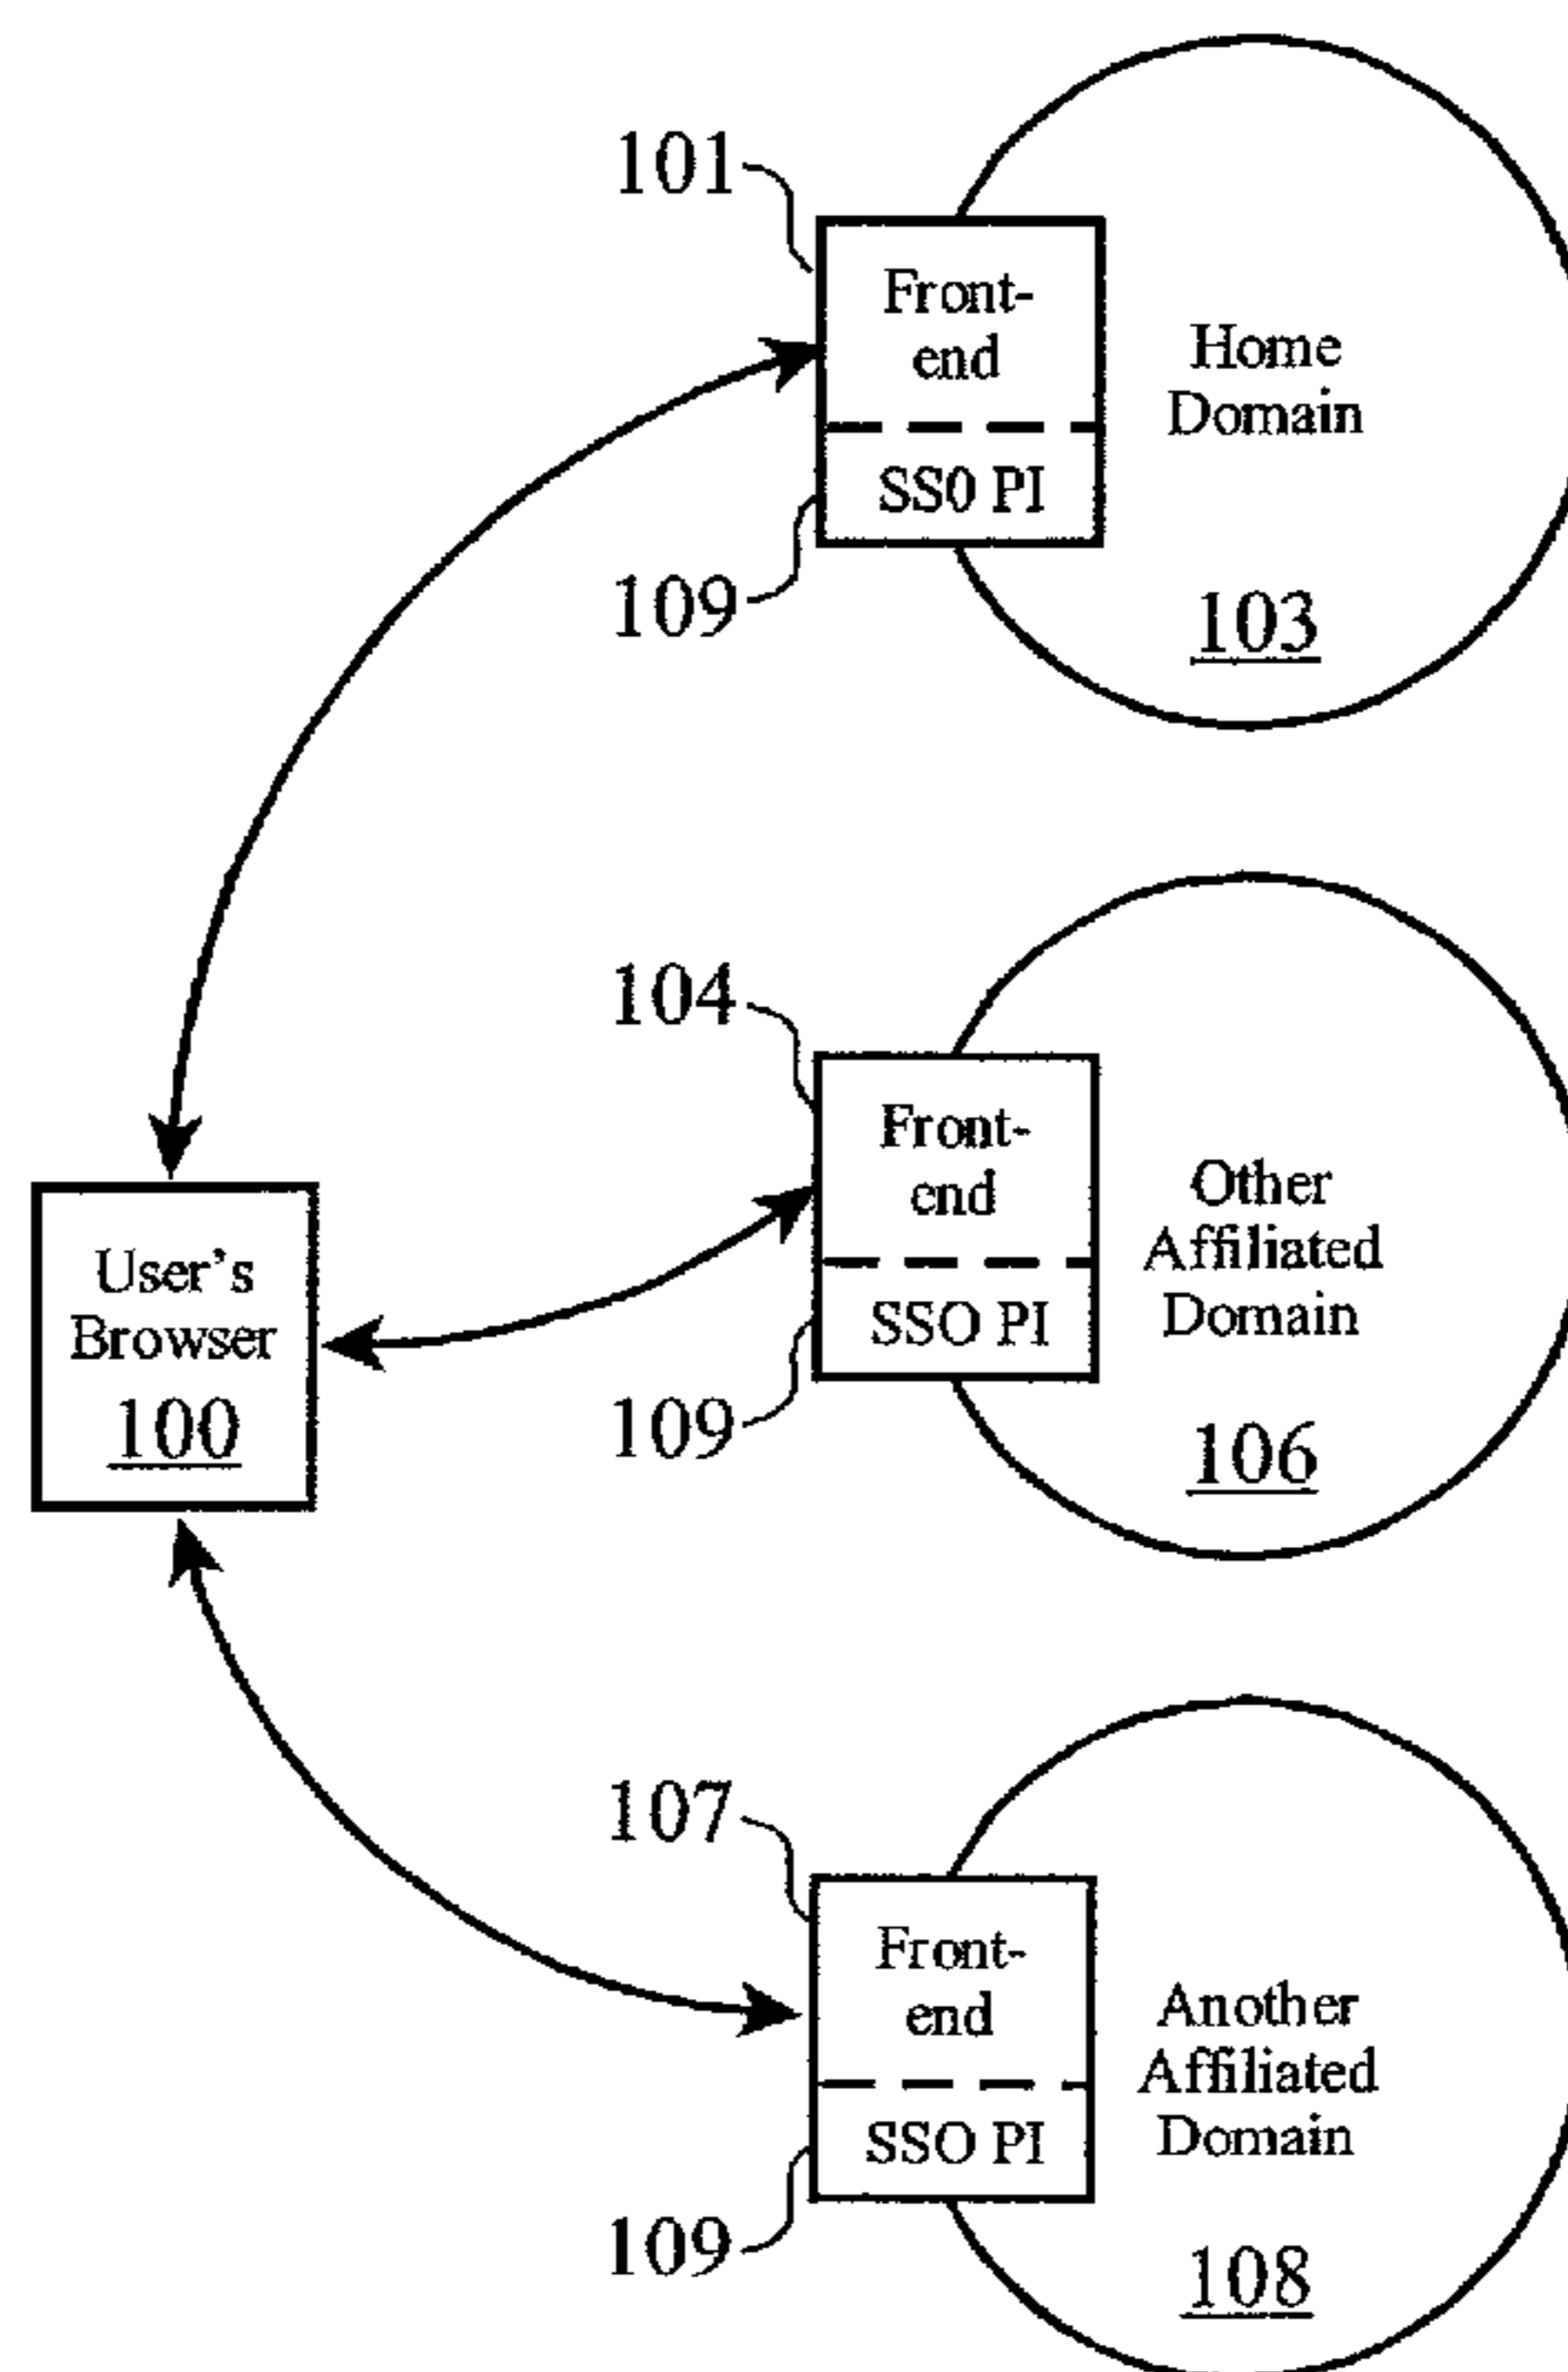 101
Front-
end
Home
Domain
SS0 PI
109
103
104
Front-
end
Other
Affiliated
Domain
User's
Browser
SSO PI
100
109
106
107
Front-
end
Another
Affiliated
Domain
SSO PI
109
108